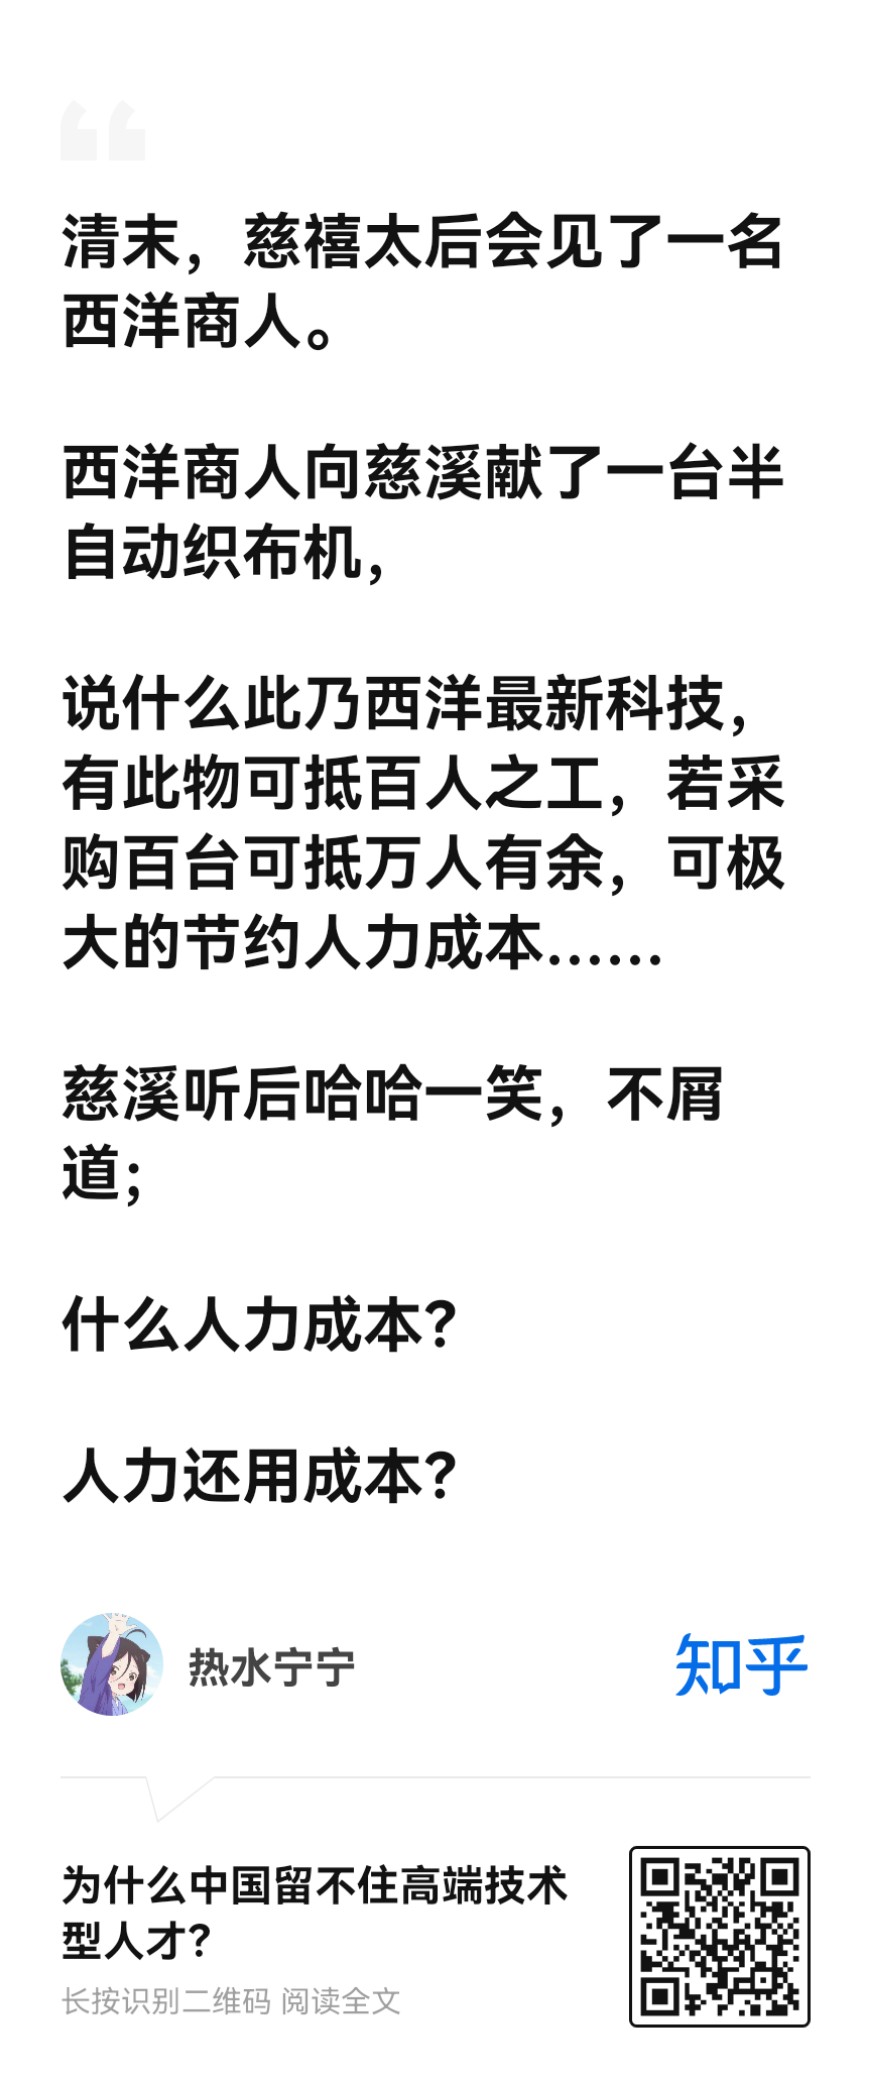 清末，慈禧太后会见了一名
西洋商人。
西洋商人向慈溪献了一台半
自动织布机，
说什么此乃西洋最新科技，
有此物可抵百人之工，若采
购百台可抵万人有余，可极
大的节约人力成本......
慈溪听后哈哈一笑，不屑
道；
什么人力成本？
人力还用成本？
热水宁宁
知乎
为什么中国留不住高端技术
型人才？
长按识别二维码 阅读全文